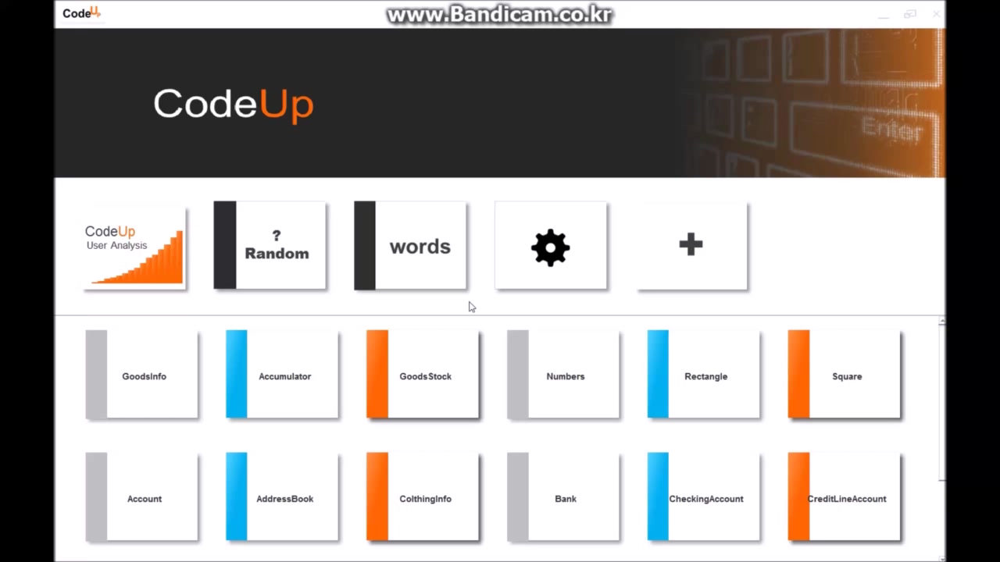 CodeUp
www.Bandicam.co.kr
CodeUp
Enter
CodeUp
User Analysis
?
Random
words
GoodsInfo
Accumulator
GoodsStock
Numbers
Rectangle
Square
Account
AddressBook
ColthingInfo
Bank
CheckingAccount
CreditLineAccount